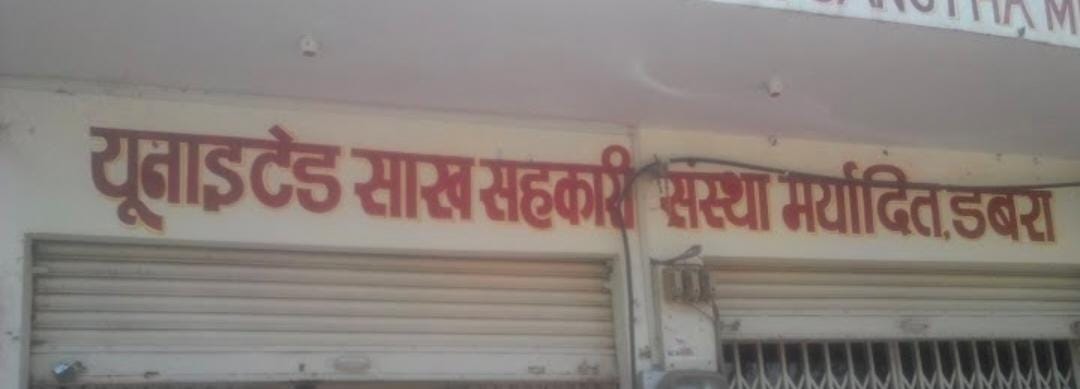 यूनाइटेड साख सहकारी संस्था मर्यादित, डबरा